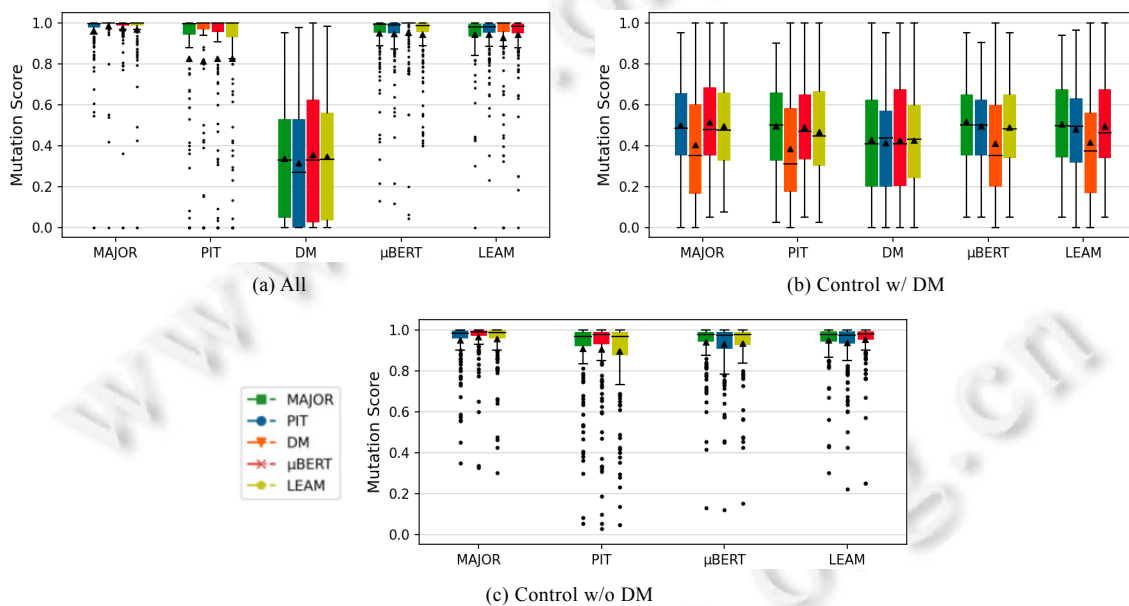 1.0
0.8
0.6
0.4
0.2
0.0
Mutation Score
MAJOR PIT DM µBERT LEAM
(a) All
1.0
0.8
0.6
0.4
0.2
0.0
Mutation Score
MAJOR PIT DM µBERT LEAM
(b) Control w/ DM
MAJOR
PIT
DM
µBERT
LEAM
1.0
0.8
0.6
0.4
0.2
0.0
Mutation Score
MAJOR PIT µBERT LEAM
(c) Control w/o DM